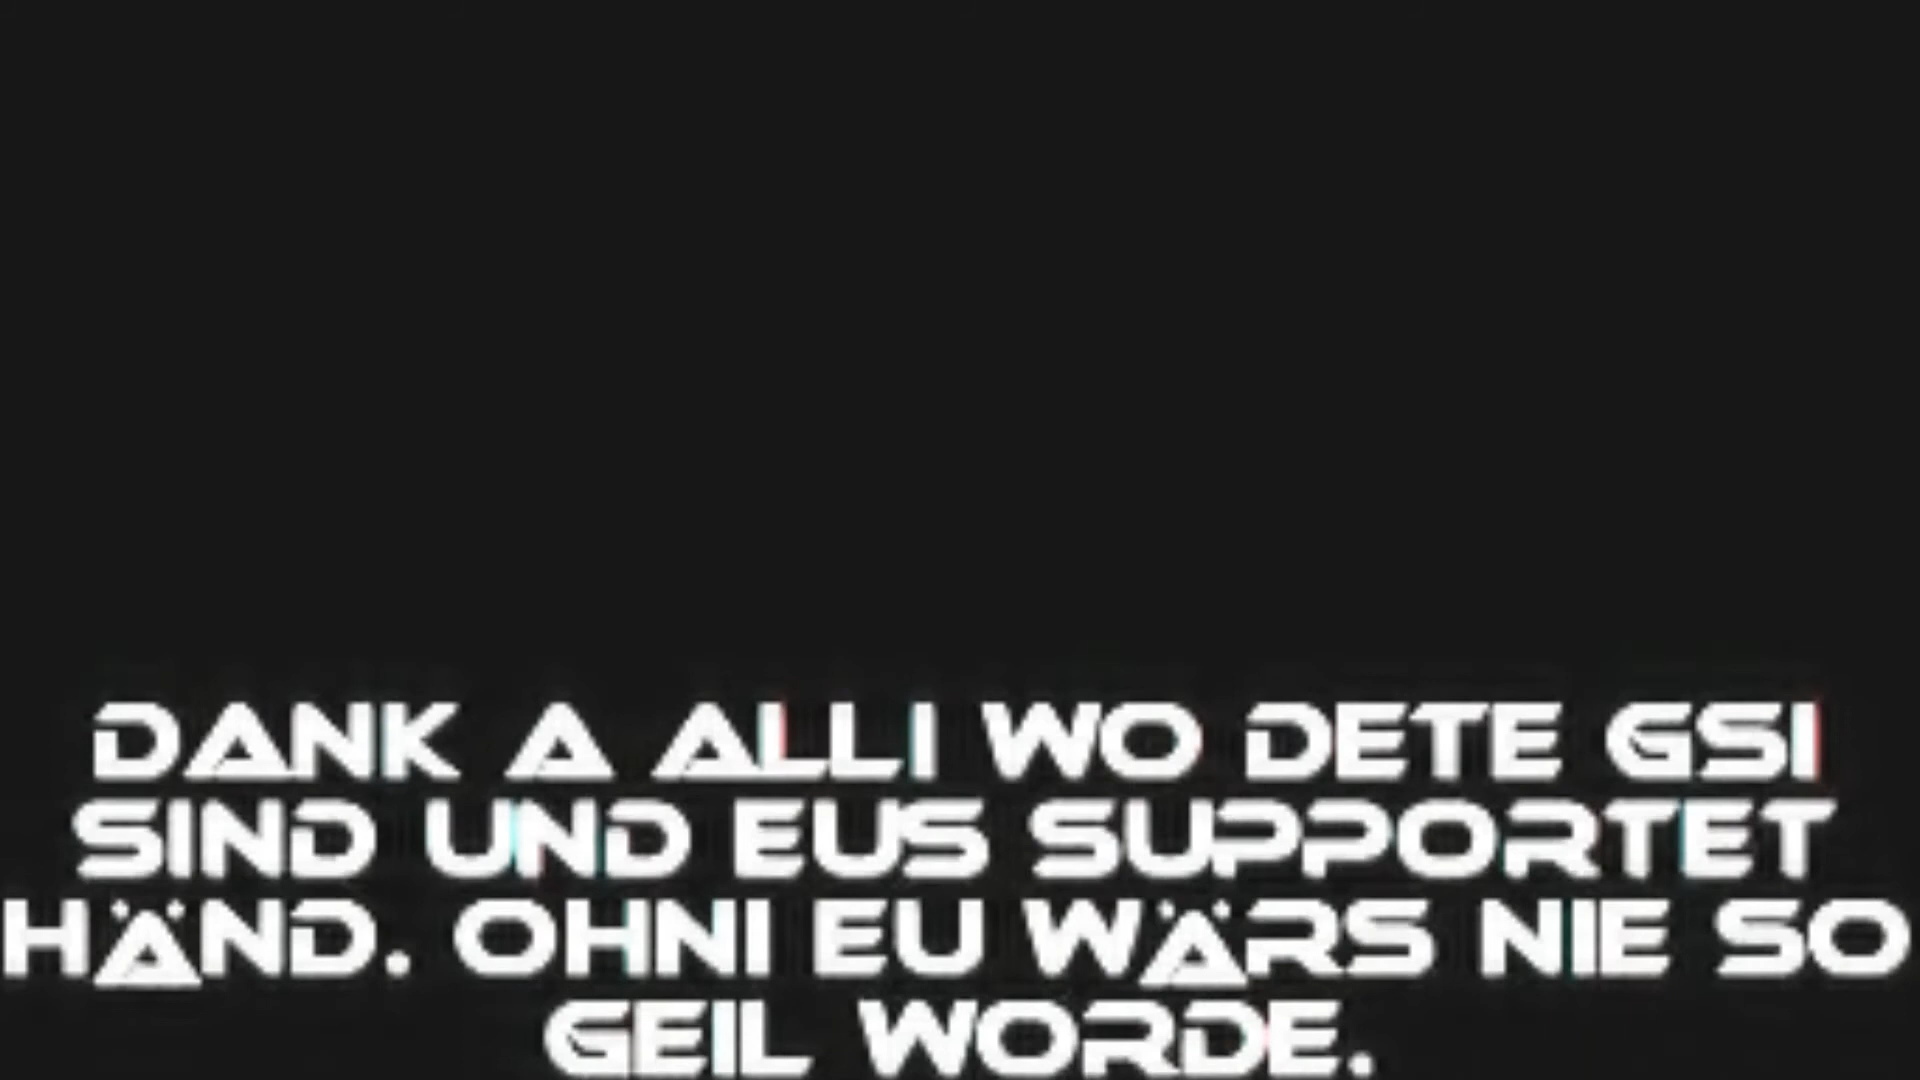 DANK A ALLI WO DETE GSI
SIND UND EUS SUPPORTET
HÄND. OHNI EU WÄRS NIE SO
GEIL WORDE.